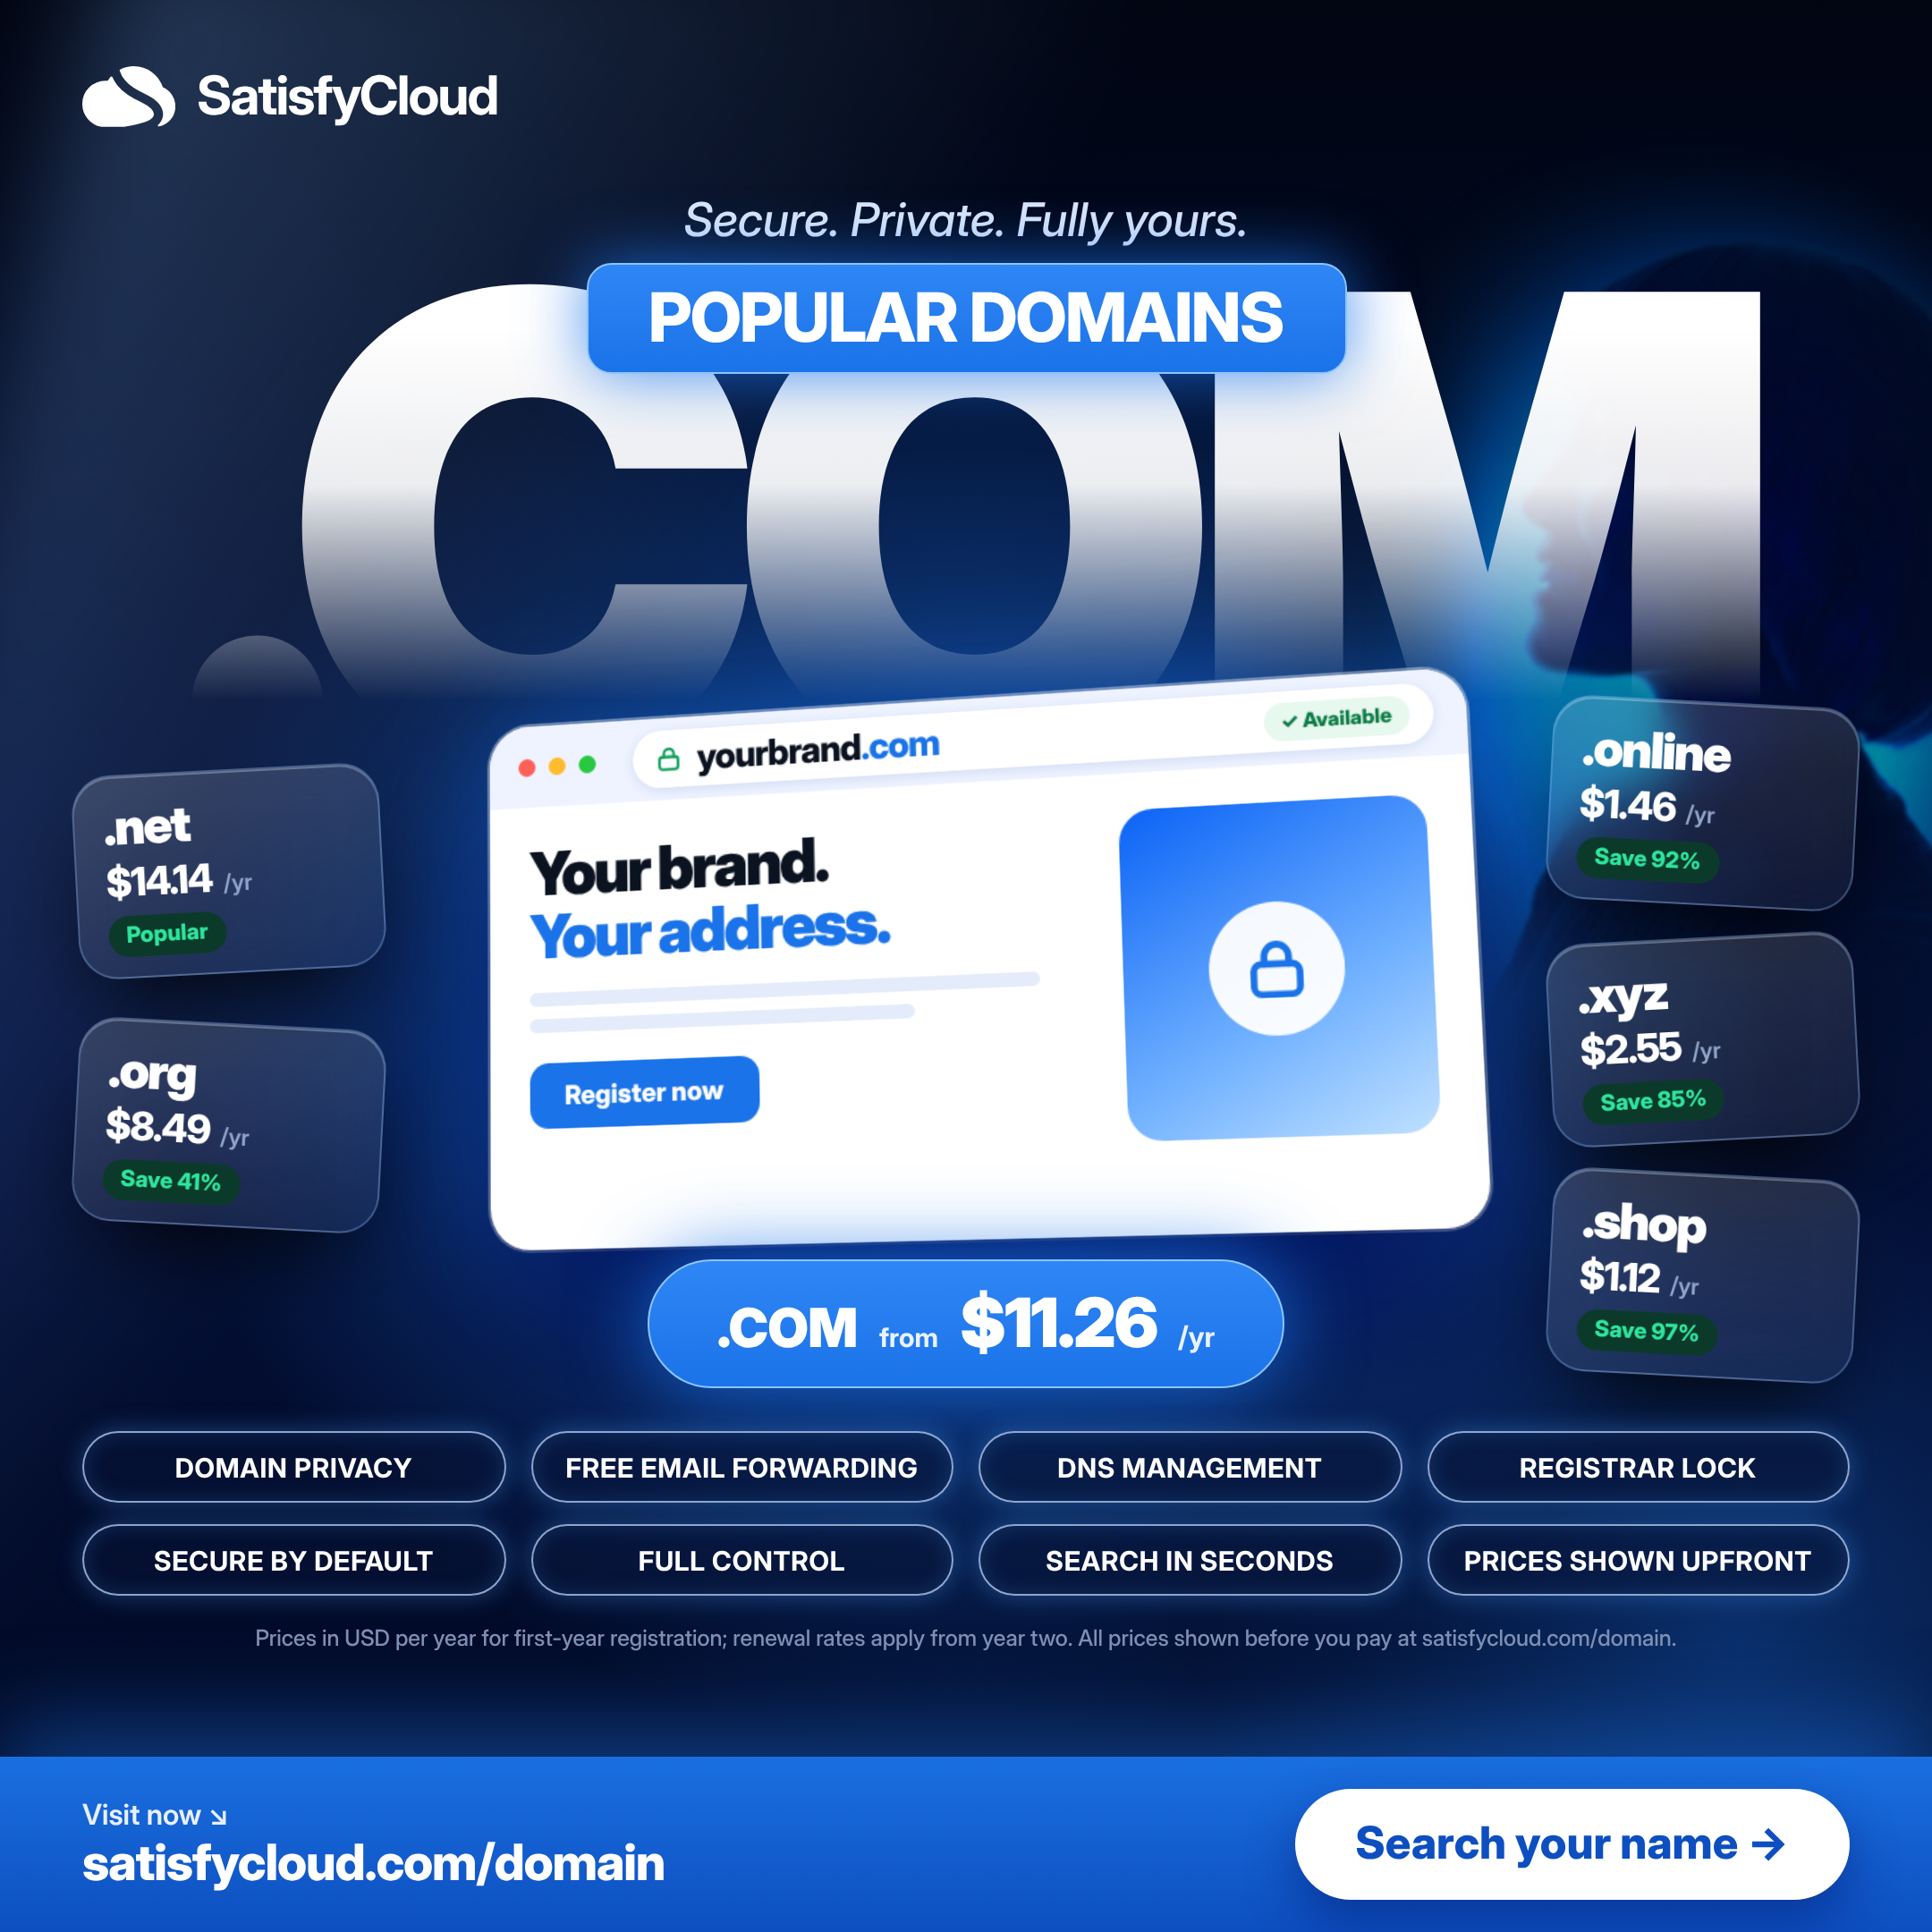 SatisfyCloud
Secure. Private. Fully yours.
POPULAR DOMAINS
.COM
yourbrand.com
✓ Available
Your brand.
Your address.
Register now
.net
$14.14 /yr
Popular
.org
$8.49 /yr
Save 41%
.online
$1.46 /yr
Save 92%
.xyz
$2.55 /yr
Save 85%
.shop
$1.12 /yr
Save 97%
.COM from $11.26 /yr
DOMAIN PRIVACY
FREE EMAIL FORWARDING
DNS MANAGEMENT
REGISTRAR LOCK
SECURE BY DEFAULT
FULL CONTROL
SEARCH IN SECONDS
PRICES SHOWN UPFRONT
Prices in USD per year for first-year registration; renewal rates apply from year two. All prices shown before you pay at satisfycloud.com/domain.
Visit now ↘
satisfycloud.com/domain
Search your name →